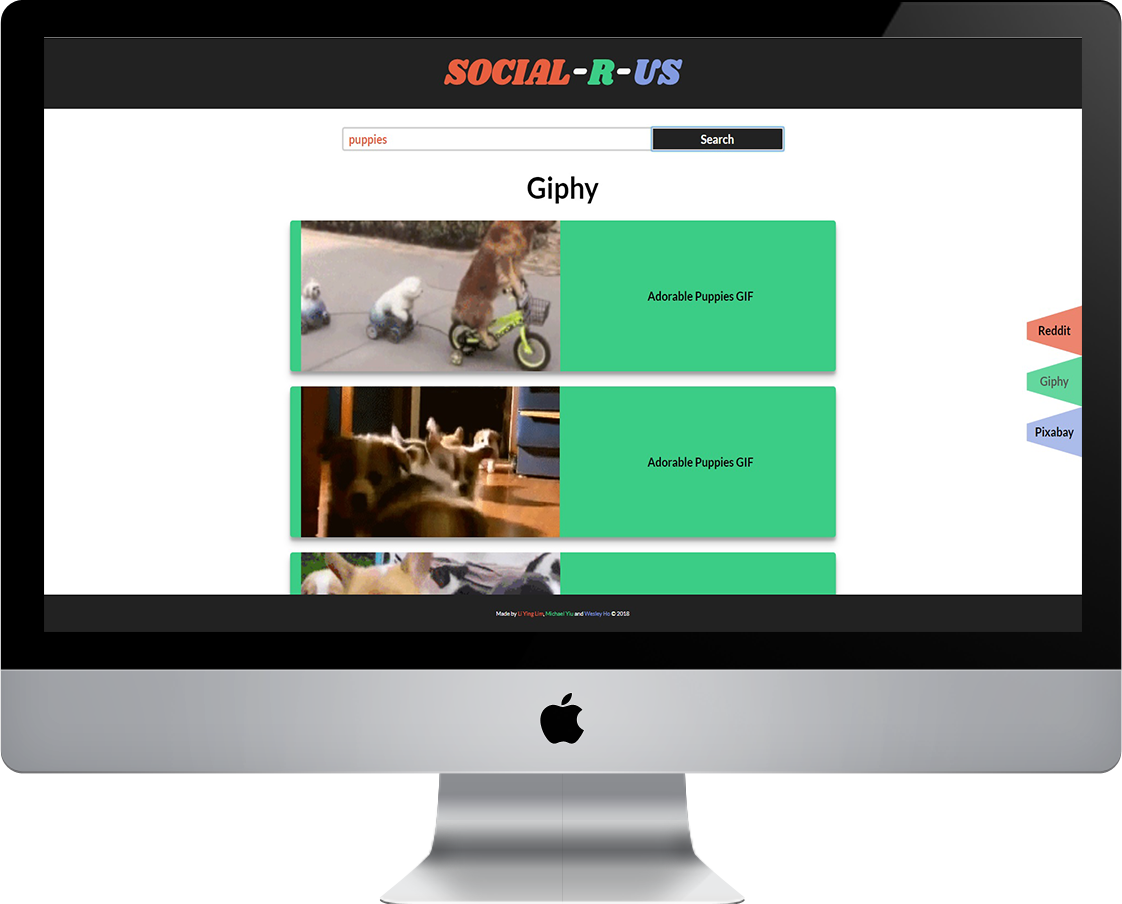 SOCIAL-R-US
puppies
Search
Giphy
Adorable Puppies GIF
Reddit
Giphy
Pixabay
Adorable Puppies GIF
Made by Li Ying Lim, Michael Yiu and Wesley Ho © 2018